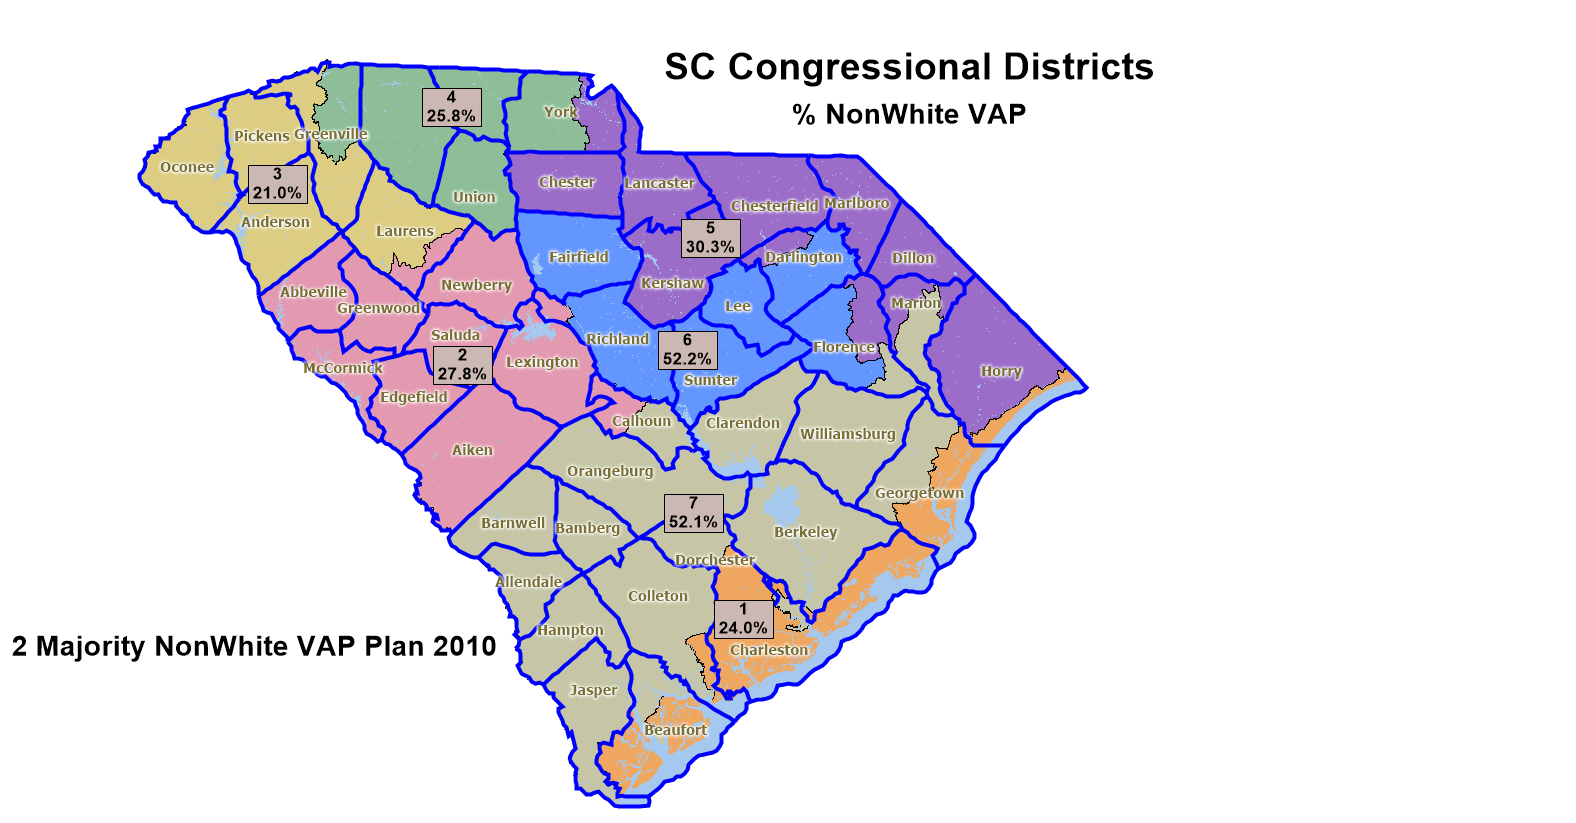 SC Congressional Districts
% NonWhite VAP
4
25.8%
York
Pickens
Greenville
Oconee
3
21.0%
Chester
Lancaster
Union
Chesterfield
Marlboro
Anderson
Laurens
5
30.3%
Fairfield
Darlington
Dillon
Newberry
Kershaw
Abbeville
Greenwood
Lee
Marion
Saluda
Richland
6
52.2%
Florence
2
27.8%
Lexington
McCormick
Sumter
Horry
Edgefield
Calhoun
Clarendon
Williamsburg
Aiken
Orangeburg
Georgetown
7
52.1%
Barnwell
Bamberg
Berkeley
Dorchester
Allendale
Colleton
1
24.0%
Hampton
2 Majority NonWhite VAP Plan 2010
Charleston
Jasper
Beaufort